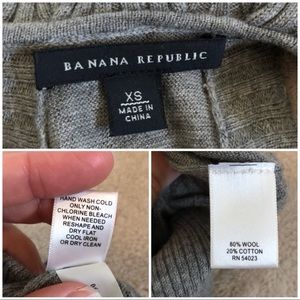 BANANA REPUBLIC
XS
MADE IN
CHINA
HAND WASH COLD
ONLY NON-
CHLORINE BLEACH
WHEN NEEDED
RESHAPE AND
DRY FLAT
COOL IRON
OR DRY CLEAN
80% WOOL
20% COTTON
RN 54023